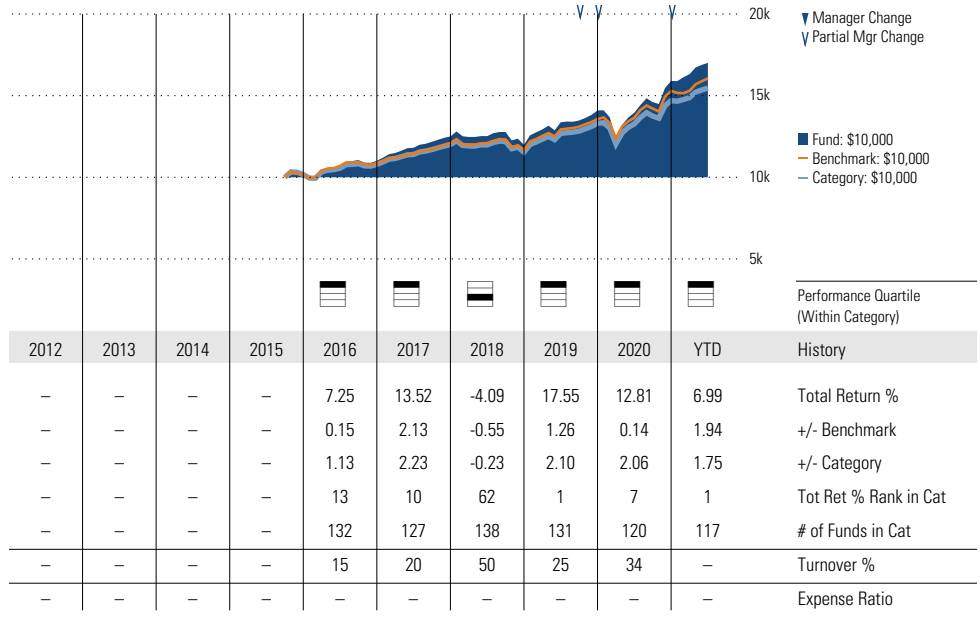 20k
Manager Change
Partial Mgr Change
15k
Fund: $10,000
Benchmark: $10,000
Category: $10,000
10k
5k
Performance Quartile
(Within Category)
2012 2013 2014 2015 2016 2017 2018 2019 2020 YTD History
– – – – 7.25 13.52 -4.09 17.55 12.81 6.99 Total Return %
– – – – 0.15 2.13 -0.55 1.26 0.14 1.94 +/- Benchmark
– – – – 1.13 2.23 -0.23 2.10 2.06 1.75 +/- Category
– – – – 13 10 62 1 7 1 Tot Ret % Rank in Cat
– – – – 132 127 138 131 120 117 # of Funds in Cat
– – – – 15 20 50 25 34 – Turnover %
– – – – – – – – – – Expense Ratio